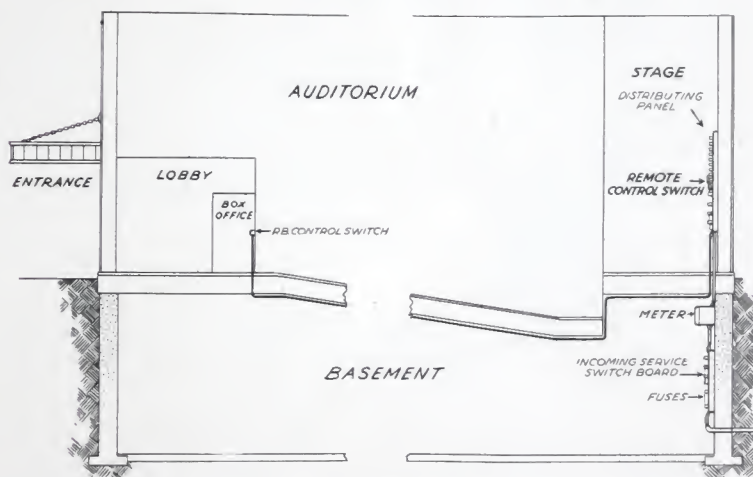 AUDITORIUM
STAGE
DISTRIBUTING
PANEL
ENTRANCE
LOBBY
REMOTE
CONTROL SWITCH
BOX
OFFICE
P.B. CONTROL SWITCH
METER
INCOMING SERVICE
SWITCH BOARD
BASEMENT
FUSES